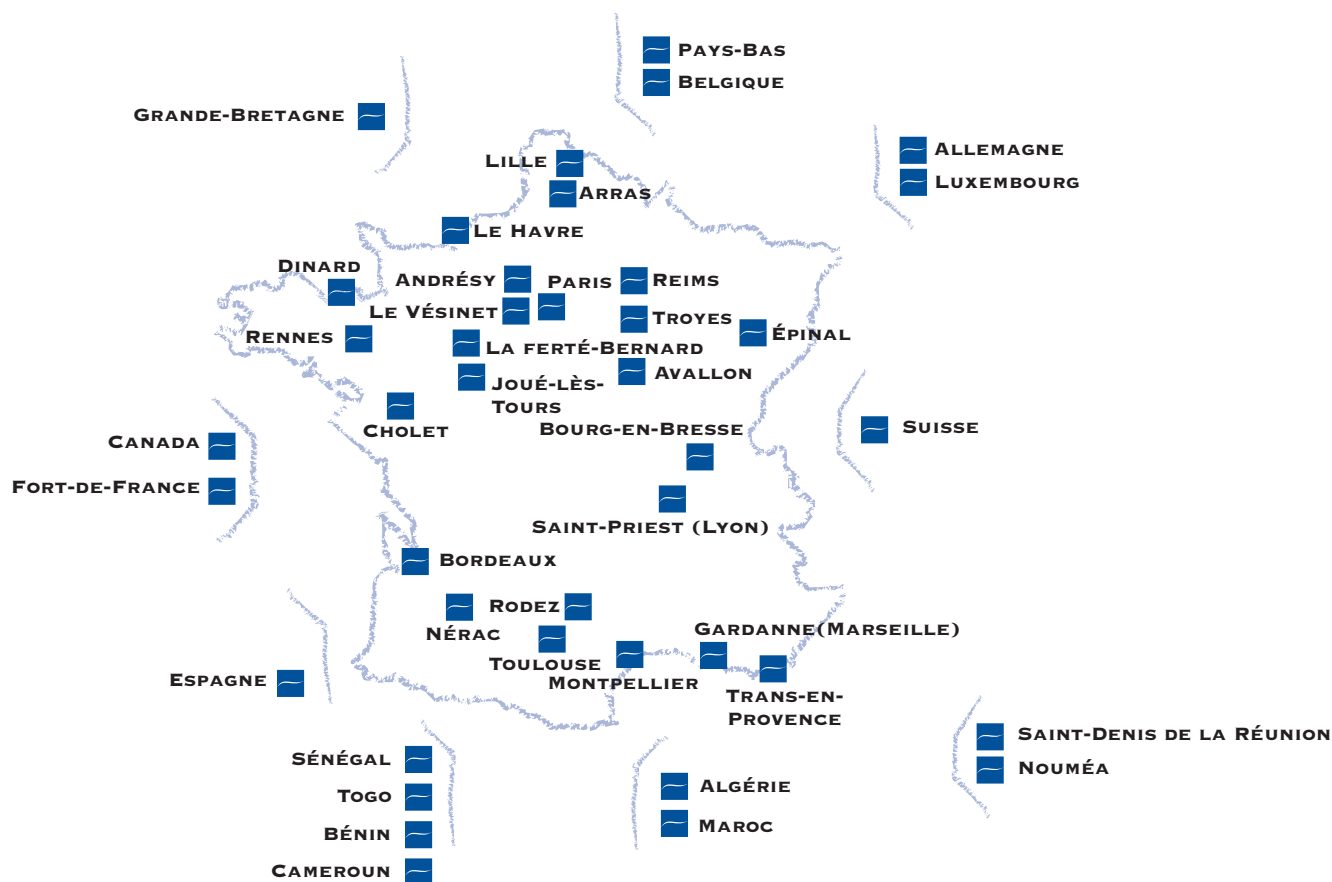 Pays-Bas
Belgique
Grande-Bretagne
Allemagne
Luxembourg
Lille
Arras
Le Havre
Dinard
Andrésy
Paris
Reims
Le Vésinet
Troyes
Épinal
Rennes
La ferté-Bernard
Avallon
Joué-lès-
Tours
Cholet
Bourg-en-Bresse
Suisse
Canada
Fort-de-France
Saint-Priest (Lyon)
Bordeaux
Rodez
Nérac
Gardanne(Marseille)
Toulouse
Montpellier
Espagne
Trans-en-
Provence
Saint-Denis de la Réunion
Nouméa
Sénégal
Togo
Bénin
Cameroun
Algérie
Maroc